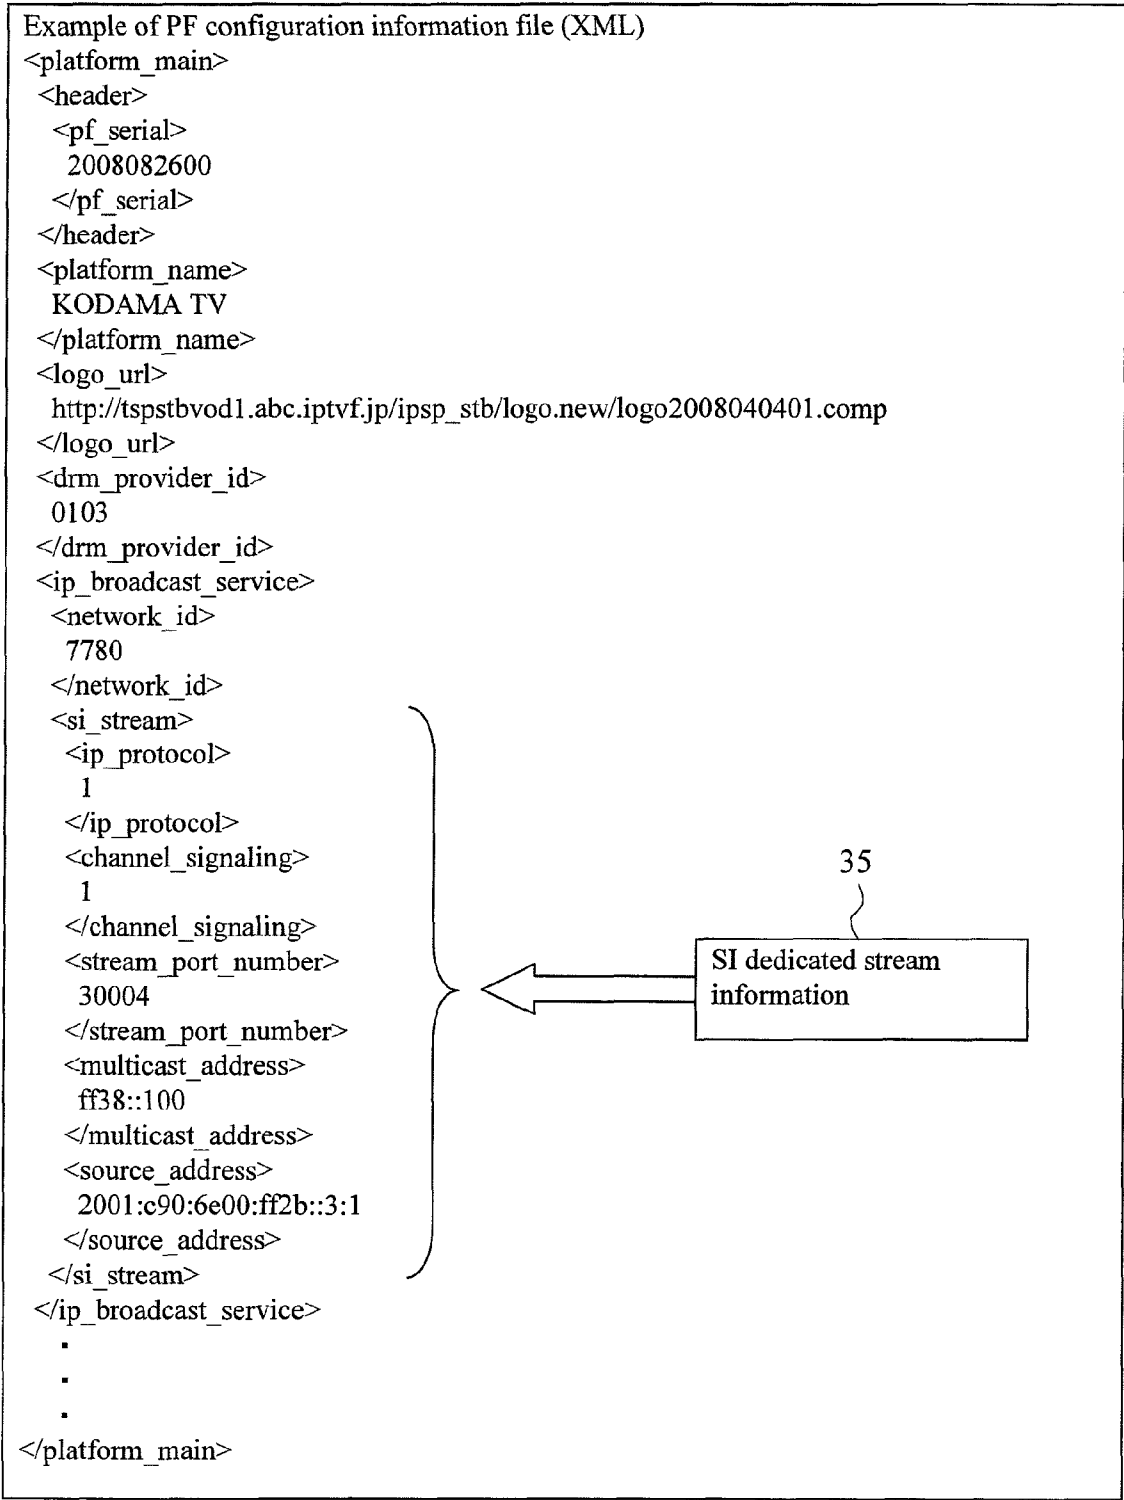 Example of PF configuration information file (XML)
<platform_main>
<header>
<pf_serial>
2008082600
</pf_serial>
</header>
<platform_name>
KODAMA TV
</platform_name>
<logo_url>
http://tspstbvod1.abc.iptvf.jp/ipsp_stb/logo.new/logo2008040401.comp
</logo_url>
<drm_provider_id>
0103
</drm_provider_id>
<ip_broadcast_service>
<network_id>
7780
</network_id>
<si_stream>
<ip_protocol>
1
</ip_protocol>
<channel_signaling>
1
</channel_signaling>
<stream_port_number>
30004
</stream_port_number>
<multicast_address>
ff38::100
</multicast_address>
<source_address>
2001:c90:6e00:ff2b::3:1
</source_address>
</si_stream>
</ip_broadcast_service>
.
.
.
</platform_main>
35
SI dedicated stream
information